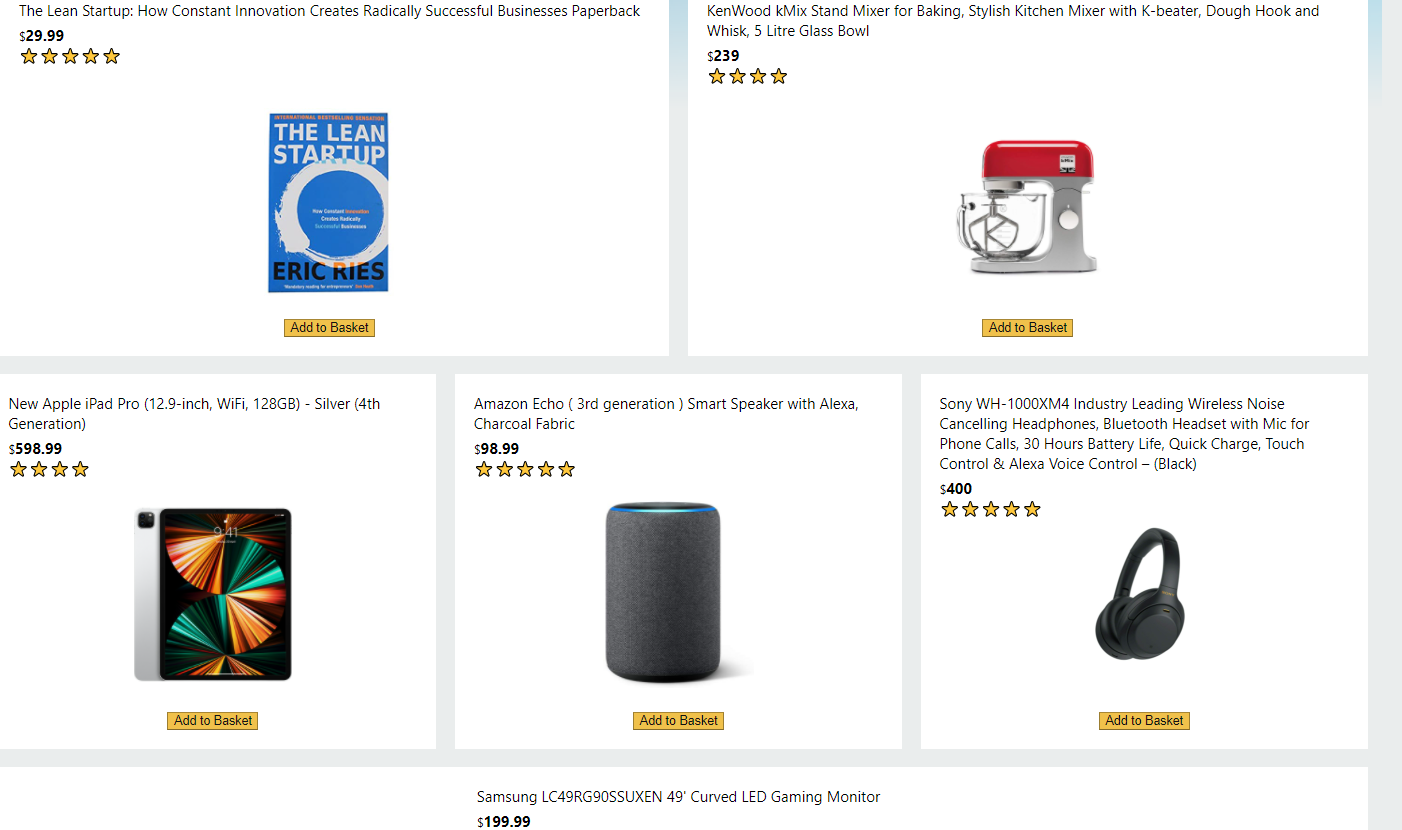 The Lean Startup: How Constant Innovation Creates Radically Successful Businesses Paperback
$29.99
INTERNATIONAL BESTSELLING SENSATION
THE LEAN
STARTUP
How Constant Innovation
Creates Radically
Successful Businesses
ERIC RIES
Add to Basket
KenWood kMix Stand Mixer for Baking, Stylish Kitchen Mixer with K-beater, Dough Hook and
Whisk, 5 Litre Glass Bowl
$239
kMix
Add to Basket
New Apple iPad Pro (12.9-inch, WiFi, 128GB) - Silver (4th
Generation)
$598.99
9:41
Add to Basket
Amazon Echo ( 3rd generation ) Smart Speaker with Alexa,
Charcoal Fabric
$98.99
Add to Basket
Sony WH-1000XM4 Industry Leading Wireless Noise
Cancelling Headphones, Bluetooth Headset with Mic for
Phone Calls, 30 Hours Battery Life, Quick Charge, Touch
Control & Alexa Voice Control – (Black)
$400
Add to Basket
Samsung LC49RG90SSUXEN 49' Curved LED Gaming Monitor
$199.99